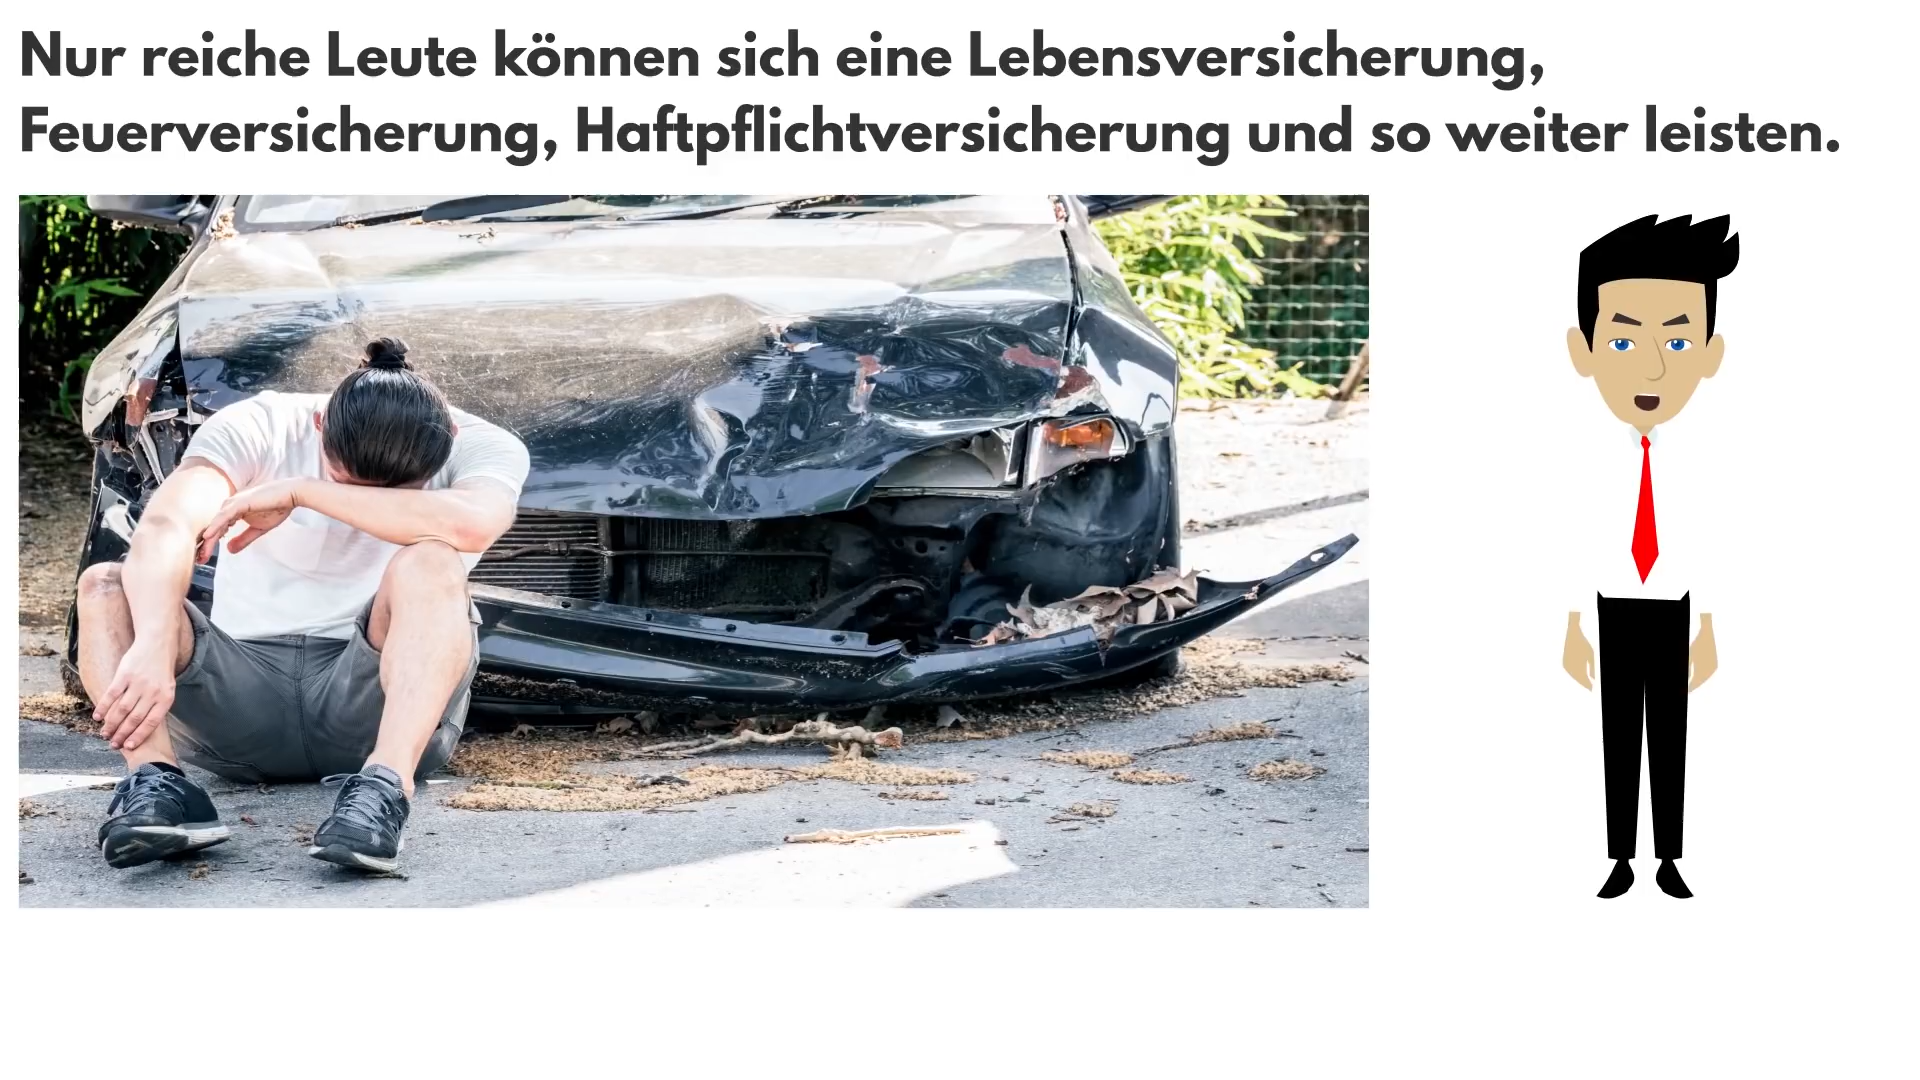 Nur reiche Leute können sich eine Lebensversicherung,
Feuerversicherung, Haftpflichtversicherung und so weiter leisten.